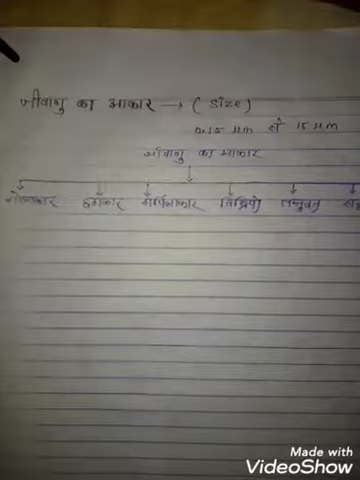 जीवाणु का आकार → (size)
0.15 μm से 15 μm
जीवाणु का आकार
गोलाकार दण्डाकार सर्पिलाकार विब्रियो तन्तुवत
Made with
VideoShow